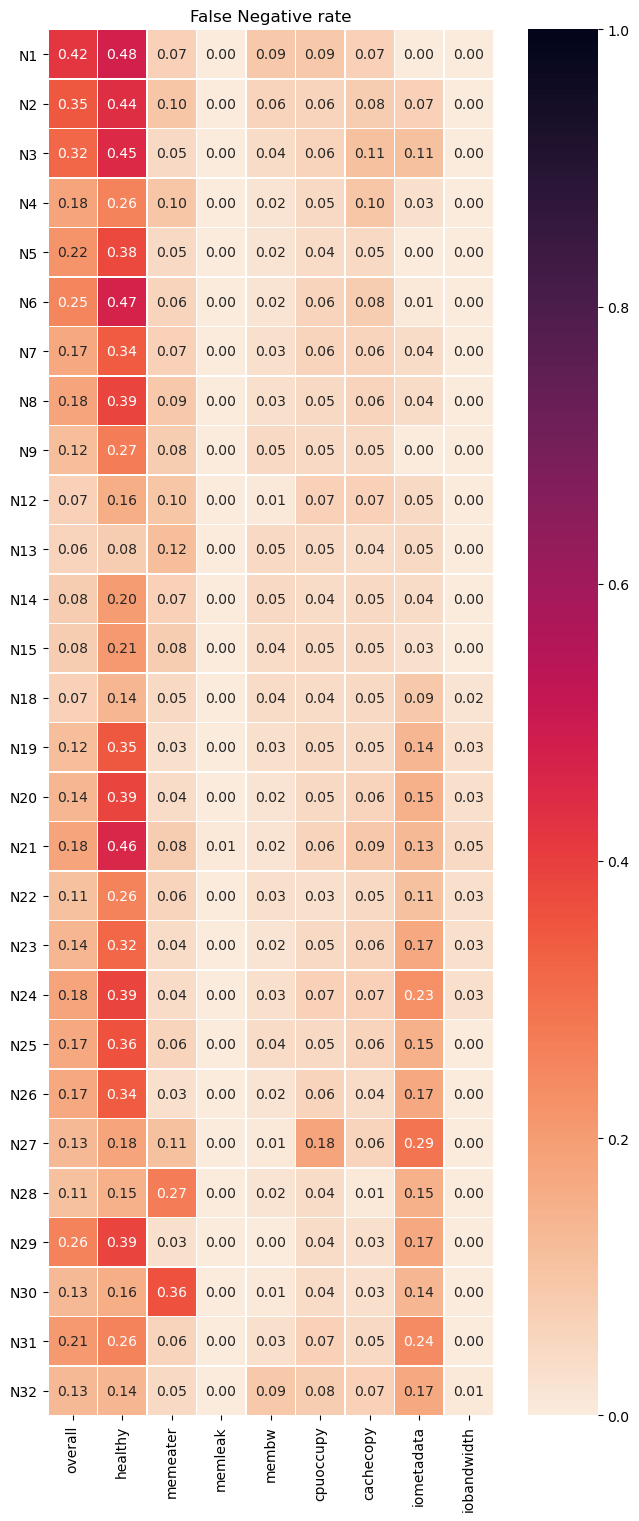 False Negative rate
N1 0.42 0.48 0.07 0.00 0.09 0.09 0.07 0.00 0.00
N2 0.35 0.44 0.10 0.00 0.06 0.06 0.08 0.07 0.00
N3 0.32 0.45 0.05 0.00 0.04 0.06 0.11 0.11 0.00
N4 0.18 0.26 0.10 0.00 0.02 0.05 0.10 0.03 0.00
N5 0.22 0.38 0.05 0.00 0.02 0.04 0.05 0.00 0.00
N6 0.25 0.47 0.06 0.00 0.02 0.06 0.08 0.01 0.00
N7 0.17 0.34 0.07 0.00 0.03 0.06 0.06 0.04 0.00
N8 0.18 0.39 0.09 0.00 0.03 0.05 0.06 0.04 0.00
N9 0.12 0.27 0.08 0.00 0.05 0.05 0.05 0.00 0.00
N12 0.07 0.16 0.10 0.00 0.01 0.07 0.07 0.05 0.00
N13 0.06 0.08 0.12 0.00 0.05 0.05 0.04 0.05 0.00
N14 0.08 0.20 0.07 0.00 0.05 0.04 0.05 0.04 0.00
N15 0.08 0.21 0.08 0.00 0.04 0.05 0.05 0.03 0.00
N18 0.07 0.14 0.05 0.00 0.04 0.04 0.05 0.09 0.02
N19 0.12 0.35 0.03 0.00 0.03 0.05 0.05 0.14 0.03
N20 0.14 0.39 0.04 0.00 0.02 0.05 0.06 0.15 0.03
N21 0.18 0.46 0.08 0.01 0.02 0.06 0.09 0.13 0.05
N22 0.11 0.26 0.06 0.00 0.03 0.03 0.05 0.11 0.03
N23 0.14 0.32 0.04 0.00 0.02 0.05 0.06 0.17 0.03
N24 0.18 0.39 0.04 0.00 0.03 0.07 0.07 0.23 0.03
N25 0.17 0.36 0.06 0.00 0.04 0.05 0.06 0.15 0.00
N26 0.17 0.34 0.03 0.00 0.02 0.06 0.04 0.17 0.00
N27 0.13 0.18 0.11 0.00 0.01 0.18 0.06 0.29 0.00
N28 0.11 0.15 0.27 0.00 0.02 0.04 0.01 0.15 0.00
N29 0.26 0.39 0.03 0.00 0.00 0.04 0.03 0.17 0.00
N30 0.13 0.16 0.36 0.00 0.01 0.04 0.03 0.14 0.00
N31 0.21 0.26 0.06 0.00 0.03 0.07 0.05 0.24 0.00
N32 0.13 0.14 0.05 0.00 0.09 0.08 0.07 0.17 0.01
overall
healthy
memeater
memleak
membw
cpuoccupy
cachecopy
iometadata
iobandwidth
1.0
0.8
0.6
0.4
0.2
0.0